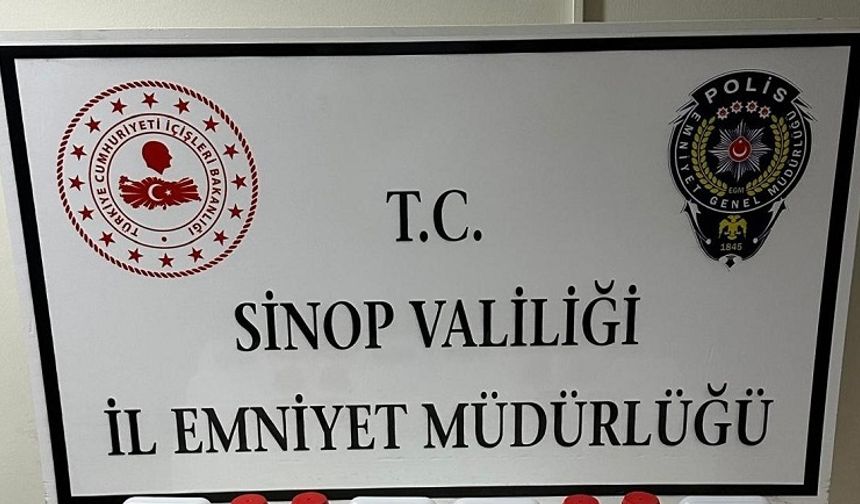 TÜRKİYE CUMHURİYETİ İÇİŞLERİ BAKANLIĞI
POLİS
EMNİYET GENEL MÜDÜRLÜĞÜ
EGM
1845
T.C.
SİNOP VALİLİĞİ
İL EMNİYET MÜDÜRLÜĞÜ